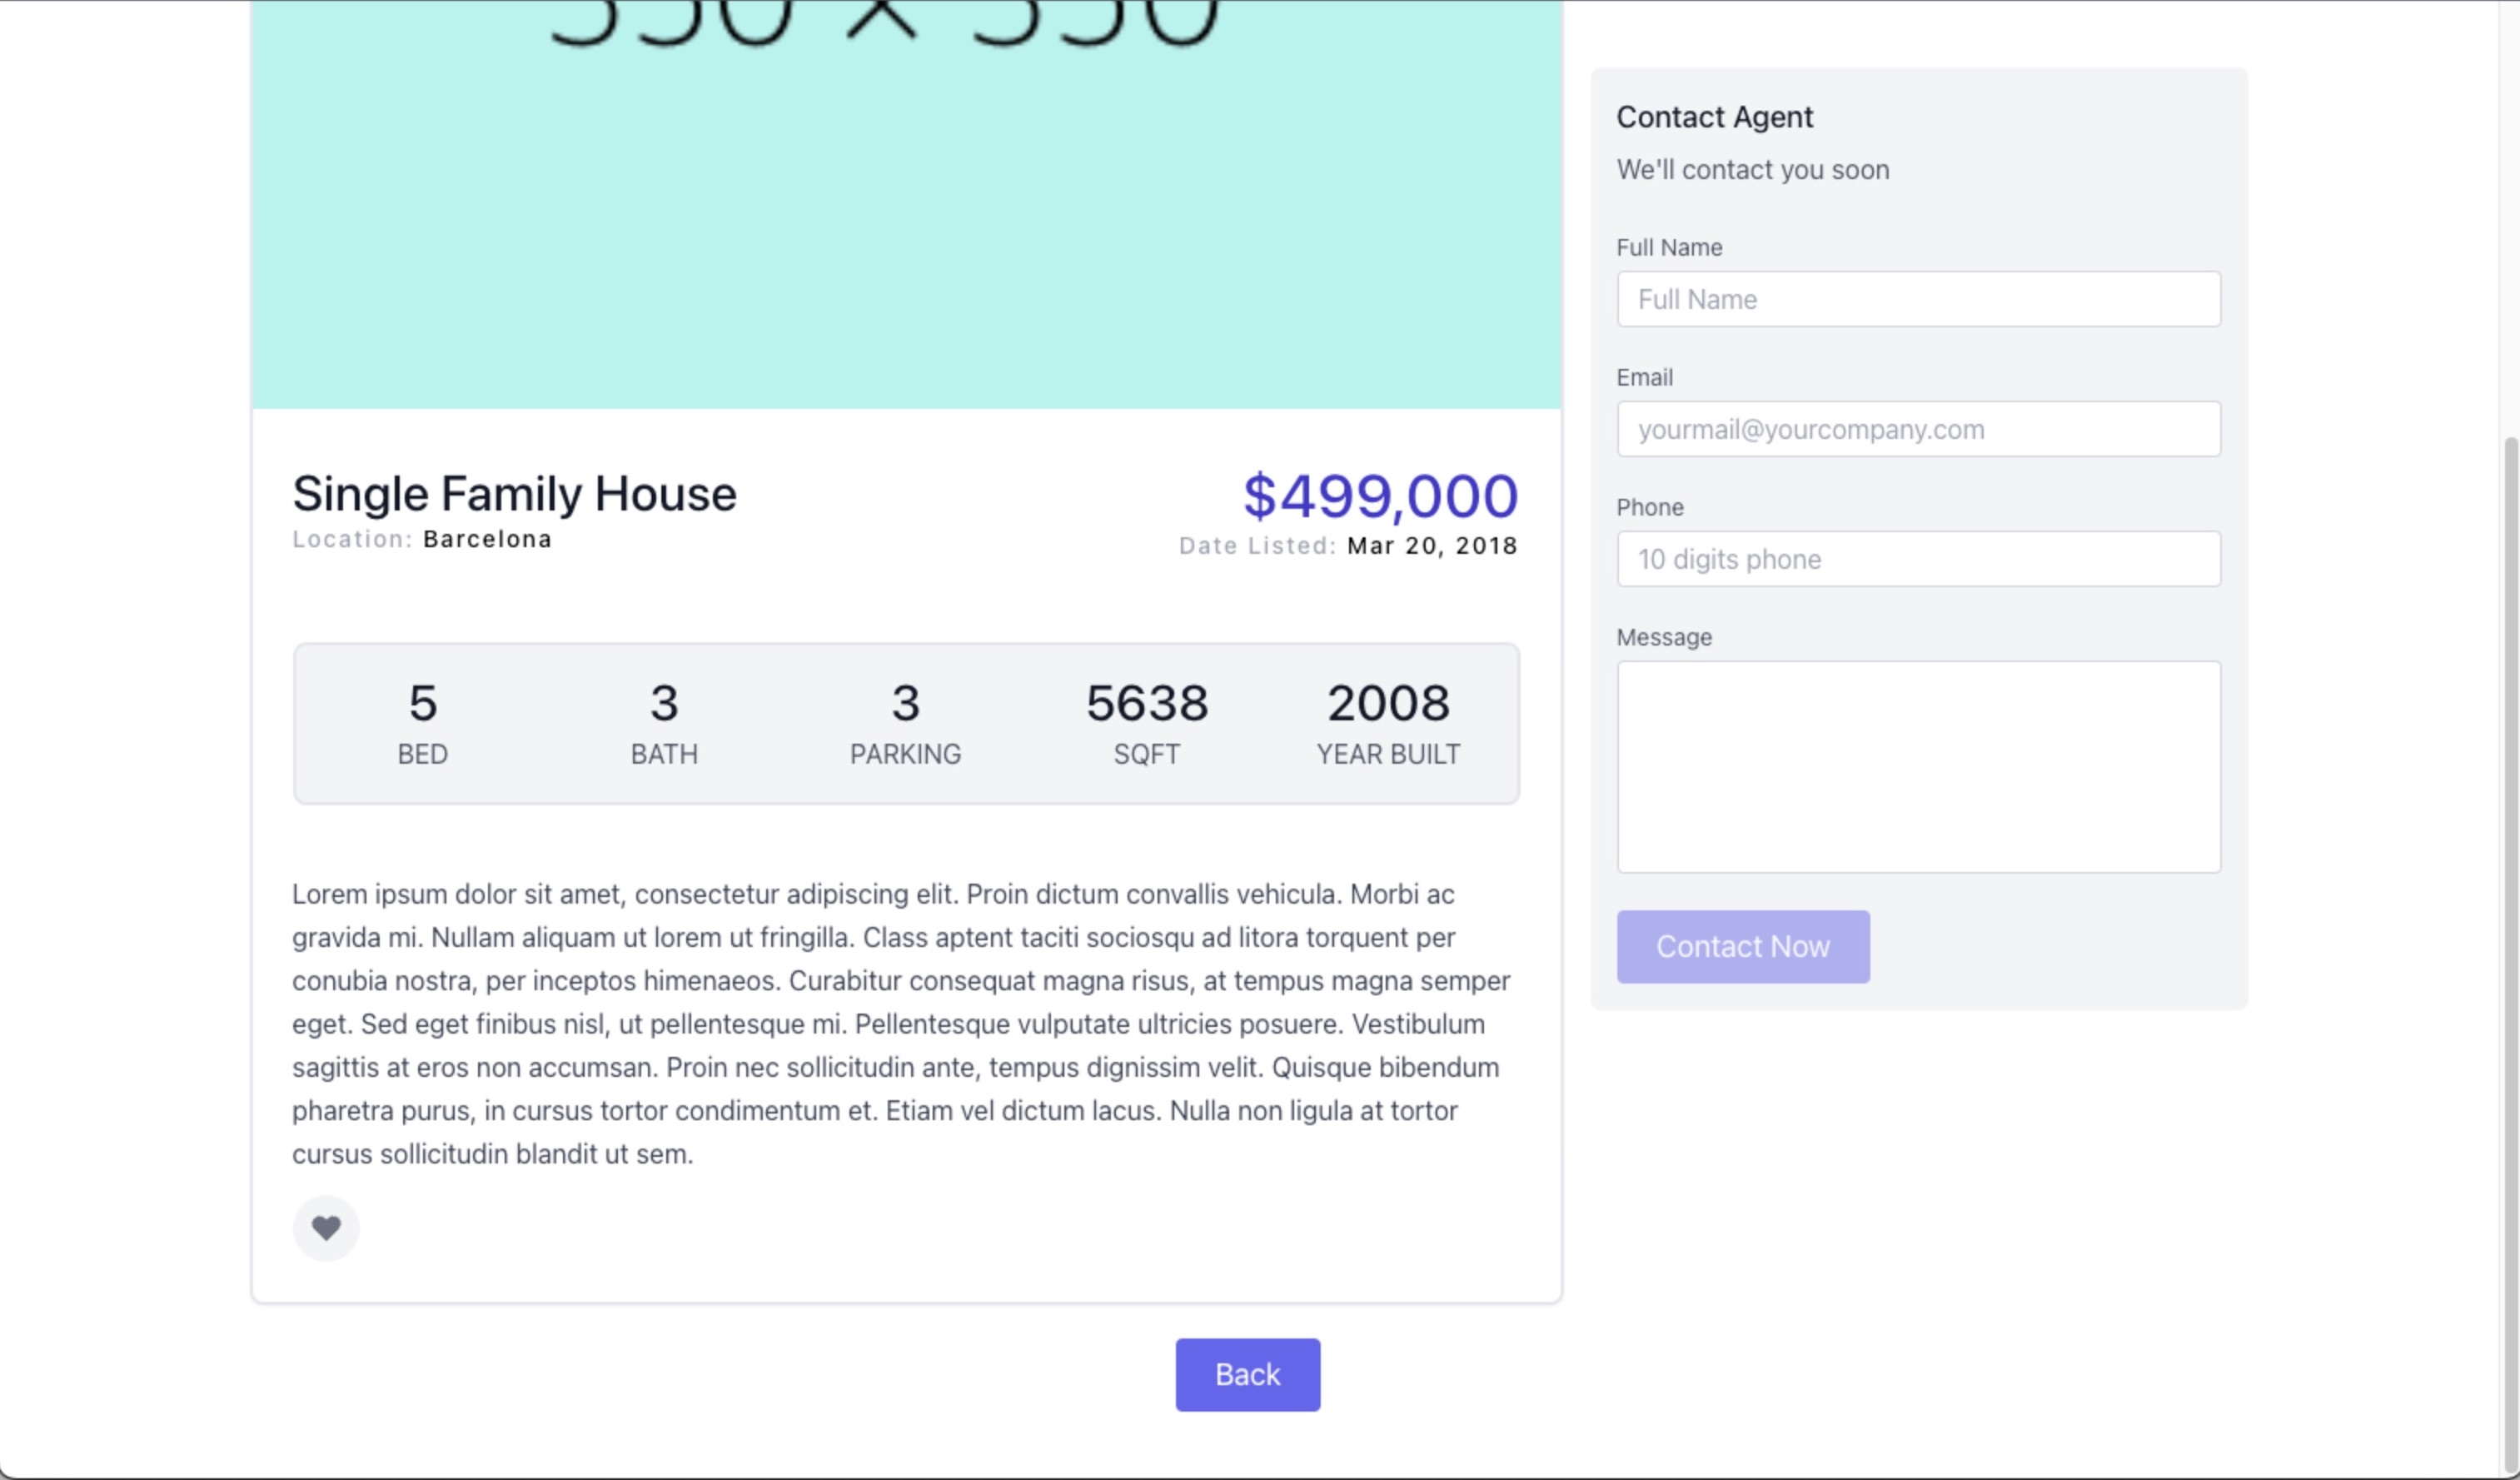 Single Family House
Location: Barcelona
$499,000
Date Listed: Mar 20, 2018
5
BED
3
BATH
3
PARKING
5638
SQFT
2008
YEAR BUILT
Lorem ipsum dolor sit amet, consectetur adipiscing elit. Proin dictum convallis vehicula. Morbi ac
gravida mi. Nullam aliquam ut lorem ut fringilla. Class aptent taciti sociosqu ad litora torquent per
conubia nostra, per inceptos himenaeos. Curabitur consequat magna risus, at tempus magna semper
eget. Sed eget finibus nisl, ut pellentesque mi. Pellentesque vulputate ultricies posuere. Vestibulum
sagittis at eros non accumsan. Proin nec sollicitudin ante, tempus dignissim velit. Quisque bibendum
pharetra purus, in cursus tortor condimentum et. Etiam vel dictum lacus. Nulla non ligula at tortor
cursus sollicitudin blandit ut sem.
Back
Contact Agent
We'll contact you soon
Full Name
Full Name
Email
yourmail@yourcompany.com
Phone
10 digits phone
Message
Contact Now